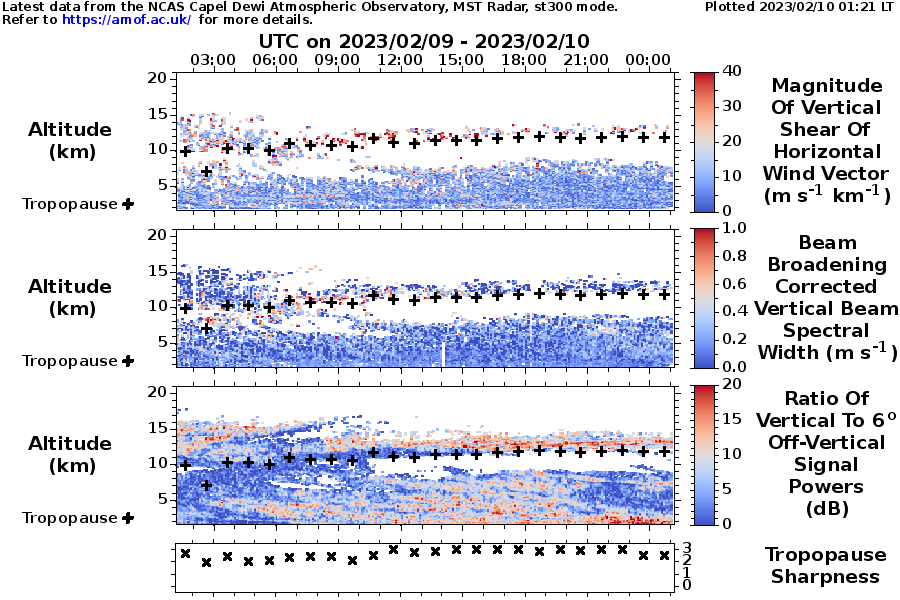 Latest data from the NCAS Capel Dewi Atmospheric Observatory, MST Radar, st300 mode.
Plotted 2023/02/10 01:21 LT
Refer to https://amof.ac.uk/ for more details.
UTC on 2023/02/09 - 2023/02/10
03:00 06:00 09:00 12:00 15:00 18:00 21:00 00:00
20
15
10
5
Altitude
(km)
Tropopause
40
30
20
10
0
Magnitude
Of Vertical
Shear Of
Horizontal
Wind Vector
(m s-1 km-1)
20
15
10
5
Altitude
(km)
Tropopause
1.0
0.8
0.6
0.4
0.2
0.0
Beam
Broadening
Corrected
Vertical Beam
Spectral
Width (m s-1)
20
15
10
5
Altitude
(km)
Tropopause
20
15
10
5
0
Ratio Of
Vertical To 6o
Off-Vertical
Signal
Powers
(dB)
3
2
1
0
Tropopause
Sharpness